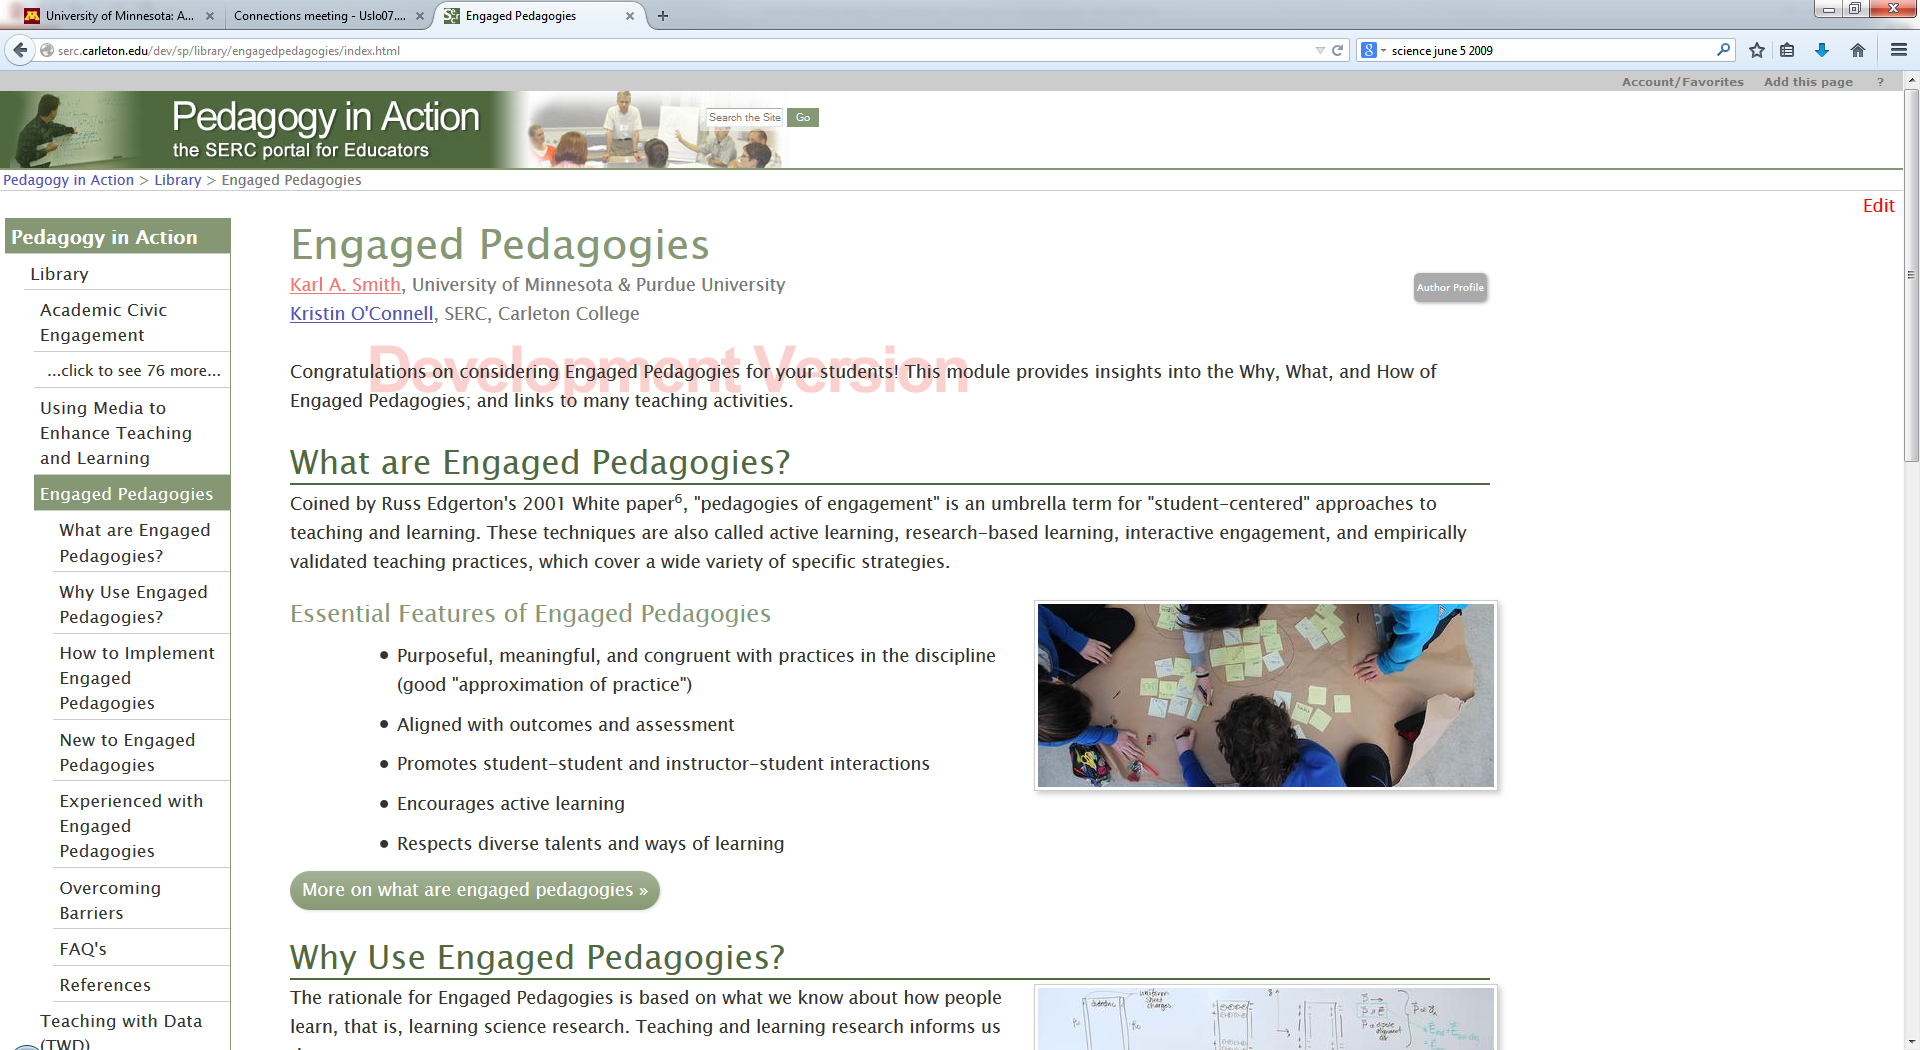 University of Minnesota: A...
Connections meeting - Uslo07....
Engaged Pedagogies
serc.carleton.edu/dev/sp/library/engagedpedagogies/index.html
science june 5 2009
Account/Favorites Add this page ?
Pedagogy in Action
the SERC portal for Educators
Search the Site Go
Pedagogy in Action > Library > Engaged Pedagogies
Edit
Pedagogy in Action
Library
Academic Civic
Engagement
...click to see 76 more...
Using Media to
Enhance Teaching
and Learning
Engaged Pedagogies
What are Engaged
Pedagogies?
Why Use Engaged
Pedagogies?
How to Implement
Engaged
Pedagogies
New to Engaged
Pedagogies
Experienced with
Engaged
Pedagogies
Overcoming
Barriers
FAQ's
References
Teaching with Data
(TWD)
Engaged Pedagogies
Karl A. Smith, University of Minnesota & Purdue University
Kristin O'Connell, SERC, Carleton College
Author Profile
Development Version
Congratulations on considering Engaged Pedagogies for your students! This module provides insights into the Why, What, and How of
Engaged Pedagogies; and links to many teaching activities.
What are Engaged Pedagogies?
Coined by Russ Edgerton's 2001 White paper6, "pedagogies of engagement" is an umbrella term for "student-centered" approaches to
teaching and learning. These techniques are also called active learning, research-based learning, interactive engagement, and empirically
validated teaching practices, which cover a wide variety of specific strategies.
Essential Features of Engaged Pedagogies
• Purposeful, meaningful, and congruent with practices in the discipline
(good "approximation of practice")
• Aligned with outcomes and assessment
• Promotes student-student and instructor-student interactions
• Encourages active learning
• Respects diverse talents and ways of learning
More on what are engaged pedagogies »
Why Use Engaged Pedagogies?
The rationale for Engaged Pedagogies is based on what we know about how people
learn, that is, learning science research. Teaching and learning research informs us
dielectric
uniform
sheet
charges